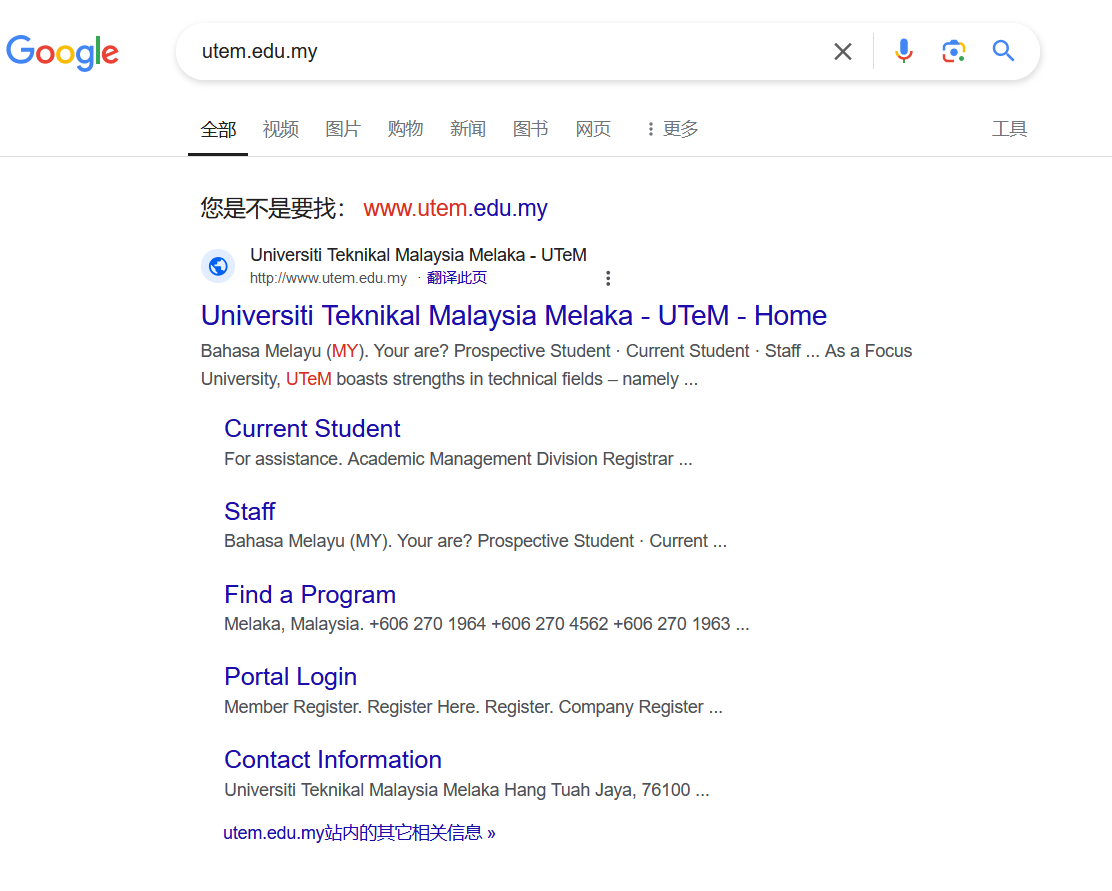 Google
utem.edu.my
全部 视频 图片 购物 新闻 图书 网页 更多 工具
您是不是要找： www.utem.edu.my
Universiti Teknikal Malaysia Melaka - UTeM
http://www.utem.edu.my · 翻译此页
Universiti Teknikal Malaysia Melaka - UTeM - Home
Bahasa Melayu (MY). Your are? Prospective Student · Current Student · Staff ... As a Focus
University, UTeM boasts strengths in technical fields – namely ...
Current Student
For assistance. Academic Management Division Registrar ...
Staff
Bahasa Melayu (MY). Your are? Prospective Student · Current ...
Find a Program
Melaka, Malaysia. +606 270 1964 +606 270 4562 +606 270 1963 ...
Portal Login
Member Register. Register Here. Register. Company Register ...
Contact Information
Universiti Teknikal Malaysia Melaka Hang Tuah Jaya, 76100 ...
utem.edu.my站内的其它相关信息 »